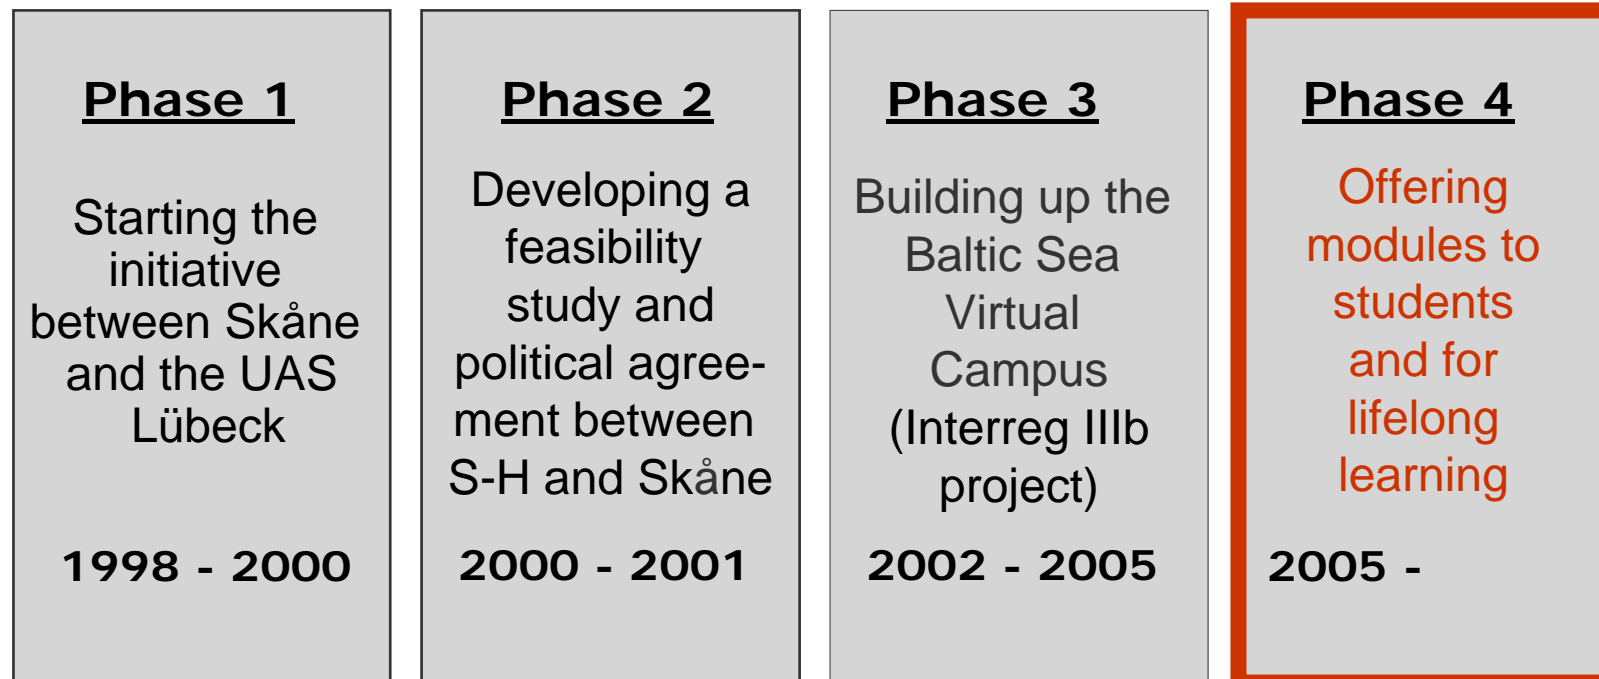 Phase 1
Starting the
initiative
between Skåne
and the UAS
Lübeck
1998 - 2000
Phase 2
Developing a
feasibility
study and
political agree-
ment between
S-H and Skåne
2000 - 2001
Phase 3
Building up the
Baltic Sea
Virtual
Campus
(Interreg IIIb
project)
2002 - 2005
Phase 4
Offering
modules to
students
and for
lifelong
learning
2005 -